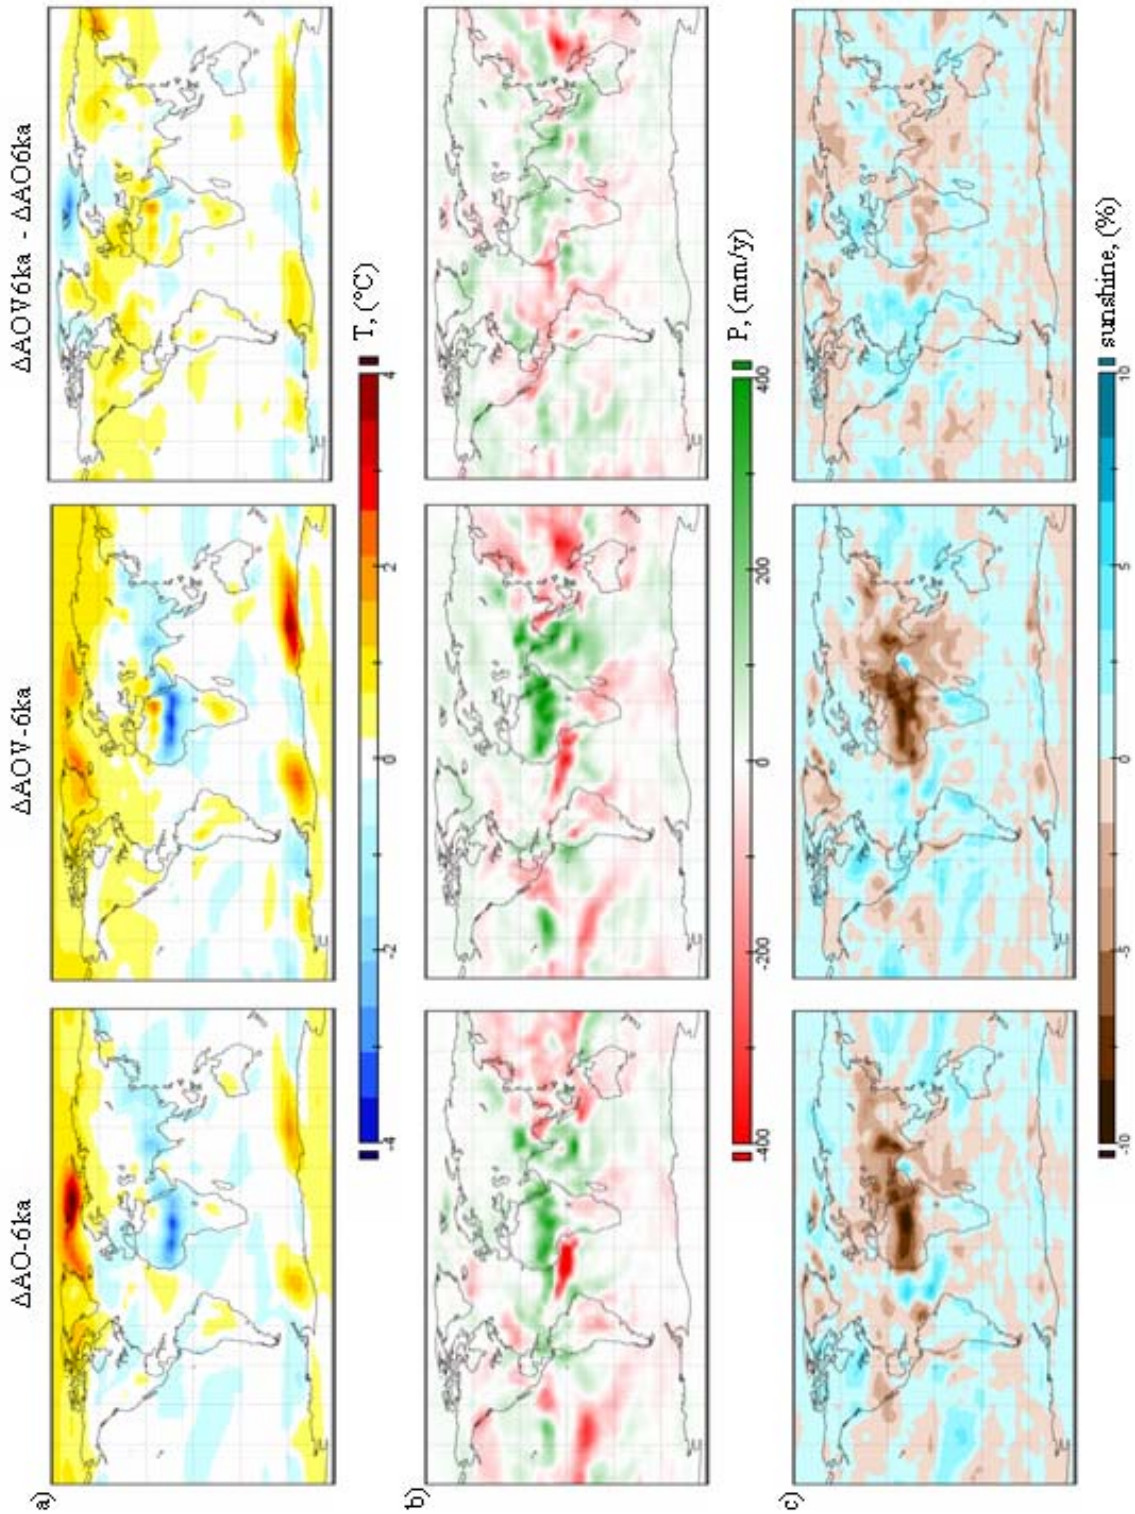 ΔAO-6ka
ΔAOV-6ka
ΔAOV6ka - ΔAO6ka
a)
-4
-2
0
2
4
T, (°C)
b)
-400
-200
0
200
400
P, (mm/y)
c)
-10
-5
0
5
10
sunshine, (%)